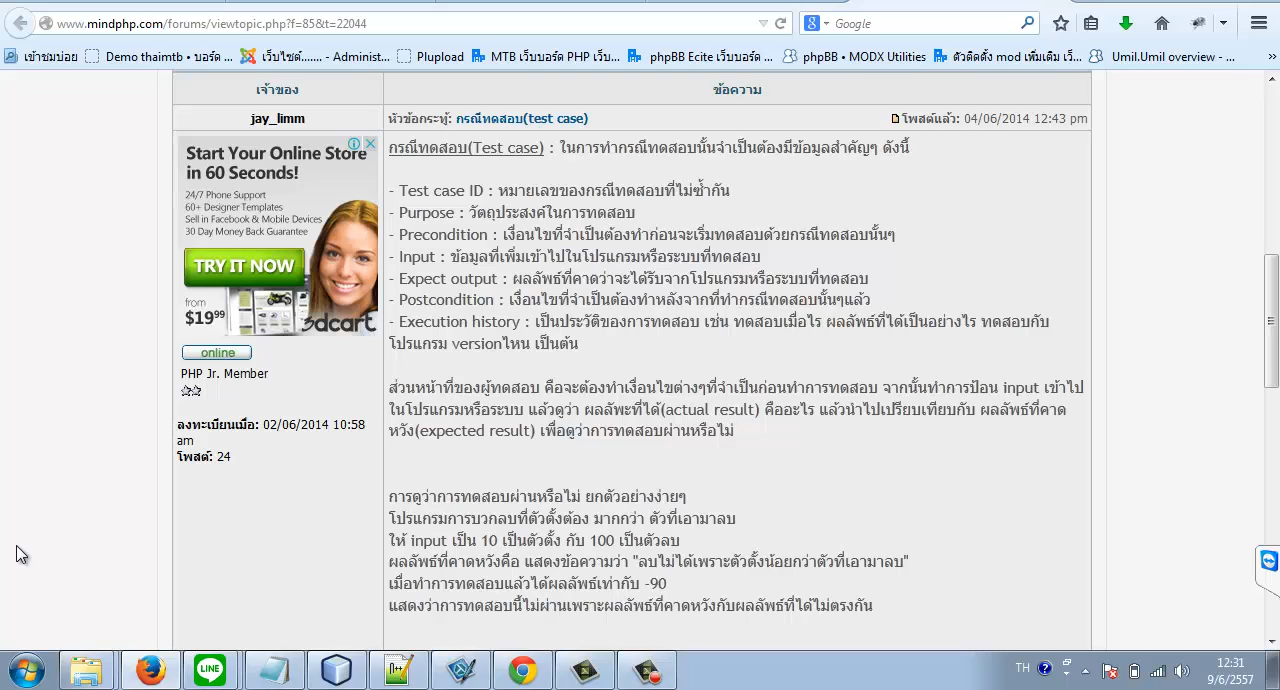 www.mindphp.com/forums/viewtopic.php?f=85&t=22044
Google
เข้าชมบ่อย
Demo thaimtb • บอร์ด ...
เว็บไซต์....... - Administ...
Plupload
MTB เว็บบอร์ด PHP เว็บ...
phpBB Ecite เว็บบอร์ด ...
phpBB • MODX Utilities
ตัวติดตั้ง mod เพิ่มเติม เว็...
Umil.Umil overview - ...
»
เจ้าของ
ข้อความ
jay_limm
หัวข้อกระทู้: กรณีทดสอบ(test case)
โพสต์แล้ว: 04/06/2014 12:43 pm
Start Your Online Store
in 60 Seconds!
24/7 Phone Support
60+ Designer Templates
Sell in Facebook & Mobile Devices
30 Day Money Back Guarantee
TRY IT NOW
from
$19⁹⁹
3dcart
online
PHP Jr. Member
ลงทะเบียนเมื่อ: 02/06/2014 10:58
am
โพสต์: 24
กรณีทดสอบ(Test case) : ในการทำกรณีทดสอบนั้นจำเป็นต้องมีข้อมูลสำคัญๆ ดังนี้
- Test case ID : หมายเลขของกรณีทดสอบที่ไม่ซ้ำกัน
- Purpose : วัตถุประสงค์ในการทดสอบ
- Precondition : เงื่อนไขที่จำเป็นต้องทำก่อนจะเริ่มทดสอบด้วยกรณีทดสอบนั้นๆ
- Input : ข้อมูลที่เพิ่มเข้าไปในโปรแกรมหรือระบบที่ทดสอบ
- Expect output : ผลลัพธ์ที่คาดว่าจะได้รับจากโปรแกรมหรือระบบที่ทดสอบ
- Postcondition : เงื่อนไขที่จำเป็นต้องทำหลังจากที่ทำกรณีทดสอบนั้นๆแล้ว
- Execution history : เป็นประวัติของการทดสอบ เช่น ทดสอบเมื่อไร ผลลัพธ์ที่ได้เป็นอย่างไร ทดสอบกับ
โปรแกรม versionไหน เป็นต้น
ส่วนหน้าที่ของผู้ทดสอบ คือจะต้องทำเงื่อนไขต่างๆที่จำเป็นก่อนทำการทดสอบ จากนั้นทำการป้อน input เข้าไป
ในโปรแกรมหรือระบบ แล้วดูว่า ผลลัพะที่ได้(actual result) คืออะไร แล้วนำไปเปรียบเทียบกับ ผลลัพธ์ที่คาด
หวัง(expected result) เพื่อดูว่าการทดสอบผ่านหรือไม่
การดูว่าการทดสอบผ่านหรือไม่ ยกตัวอย่างง่ายๆ
โปรแกรมการบวกลบที่ตัวตั้งต้อง มากกว่า ตัวที่เอามาลบ
ให้ input เป็น 10 เป็นตัวตั้ง กับ 100 เป็นตัวลบ
ผลลัพธ์ที่คาดหวังคือ แสดงข้อความว่า "ลบไม่ได้เพราะตัวตั้งน้อยกว่าตัวที่เอามาลบ"
เมื่อทำการทดสอบแล้วได้ผลลัพธ์เท่ากับ -90
แสดงว่าการทดสอบนี้ไม่ผ่านเพราะผลลัพธ์ที่คาดหวังกับผลลัพธ์ที่ได้ไม่ตรงกัน
LINE
TH
12:31
9/6/2557